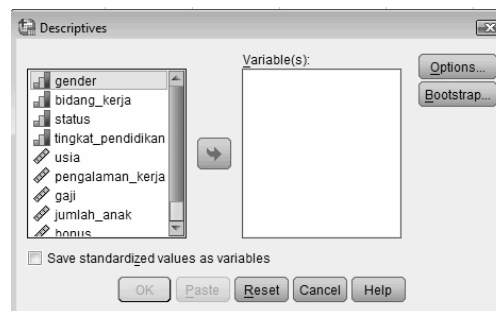 Descriptives
Variable(s):
gender
bidang_kerja
status
tingkat_pendidikan
usia
pengalaman_kerja
gaji
jumlah_anak
bonus
Options...
Bootstrap...
Save standardized values as variables
OK Paste Reset Cancel Help